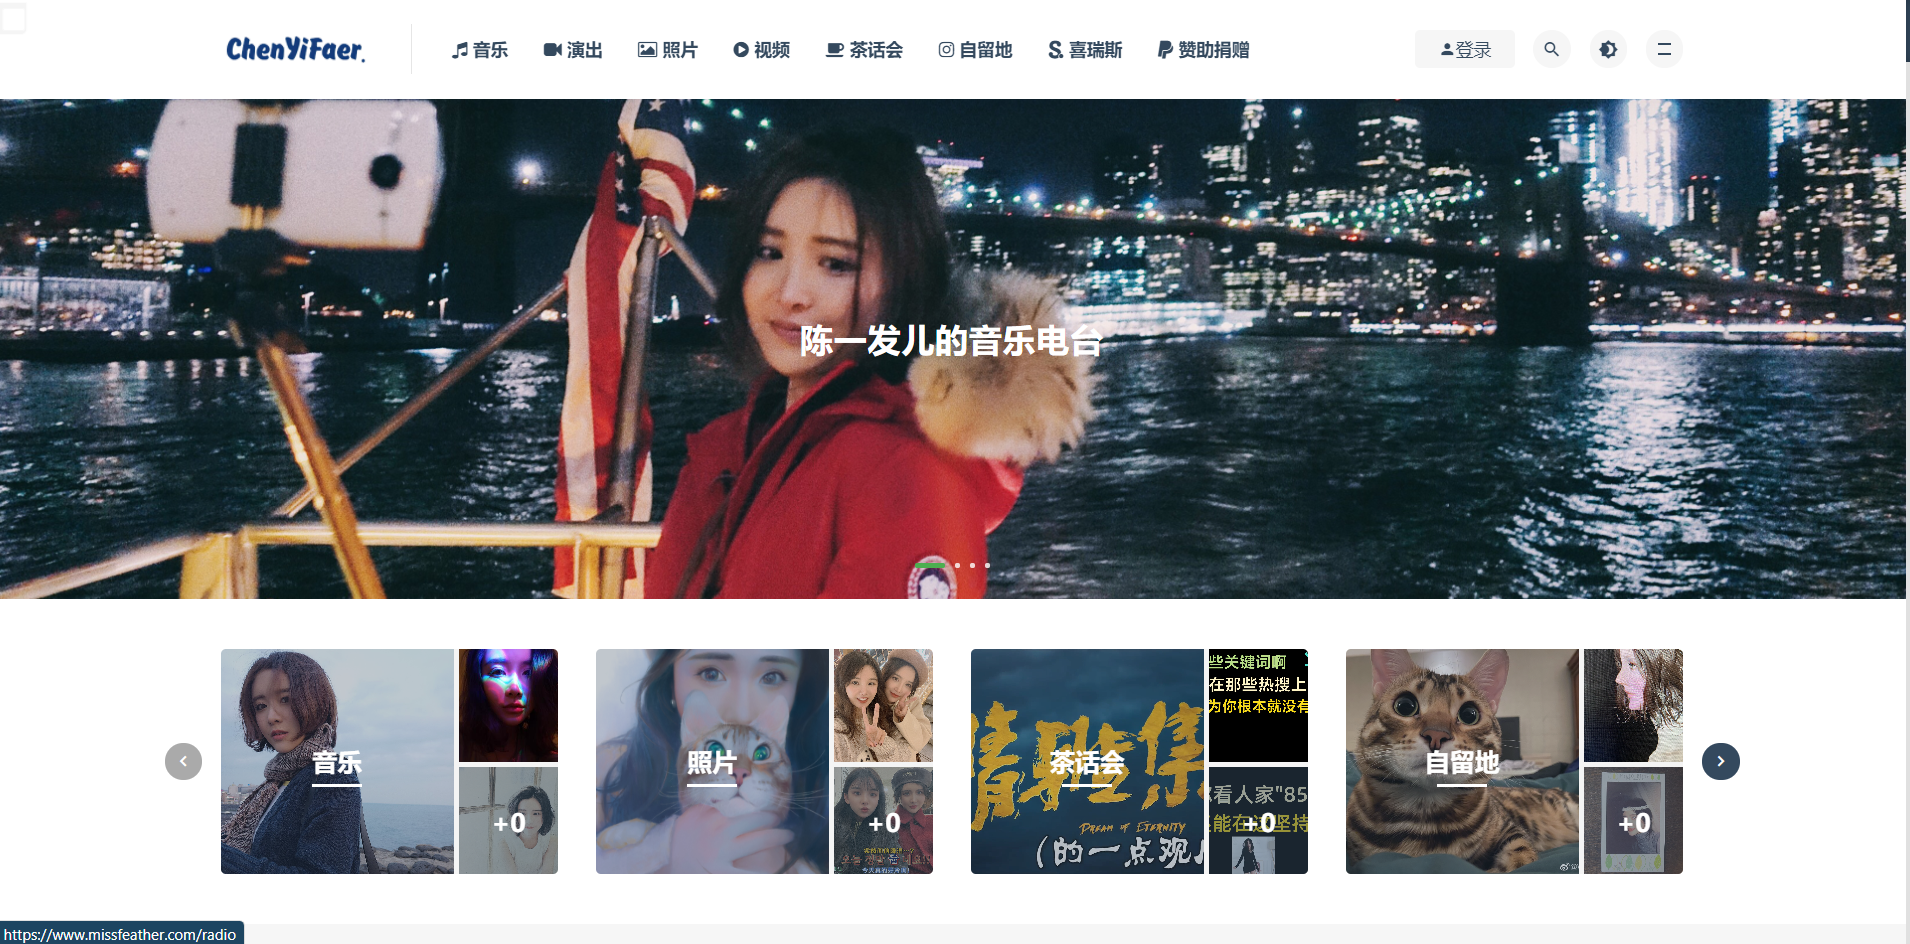 ChenYiFaer.
音乐
演出
照片
视频
茶话会
自留地
喜瑞斯
赞助捐赠
登录
陈一发儿的音乐电台
音乐
+0
照片
+0
些关键词啊
在那些热搜上
为你根本就没有
茶话会
DREAM OF ETERNITY
(的一点观
看人家"85
能在 坚持
+0
自留地
+0
https://www.missfeather.com/radio